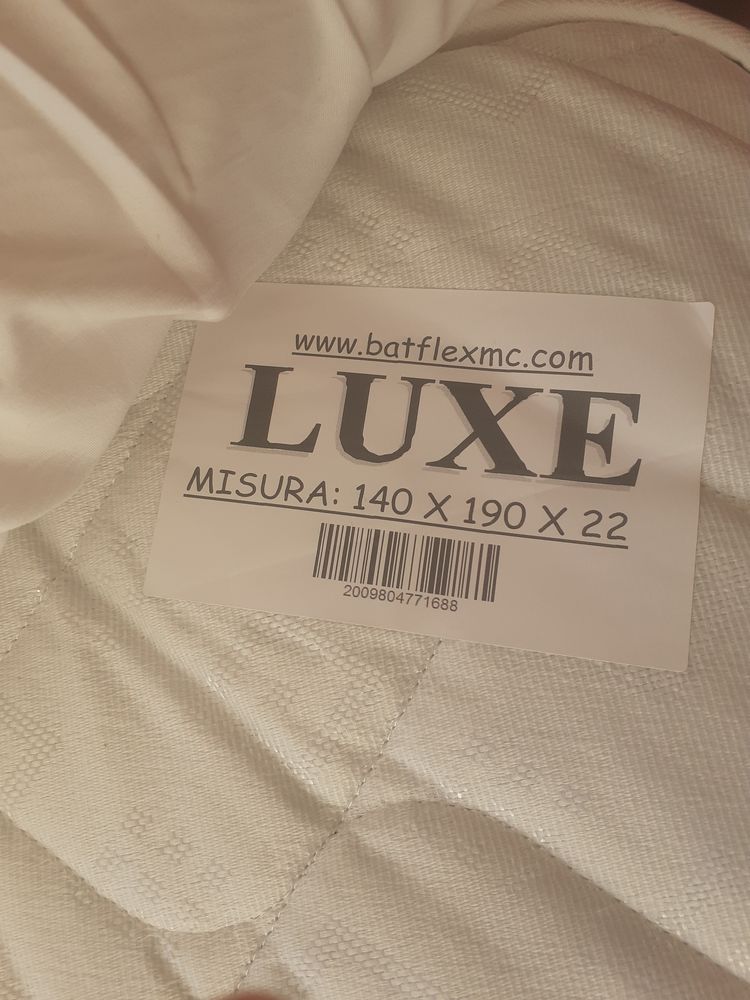 www.batflexmc.com
LUXE
MISURA: 140 X 190 X 22
2009804771688